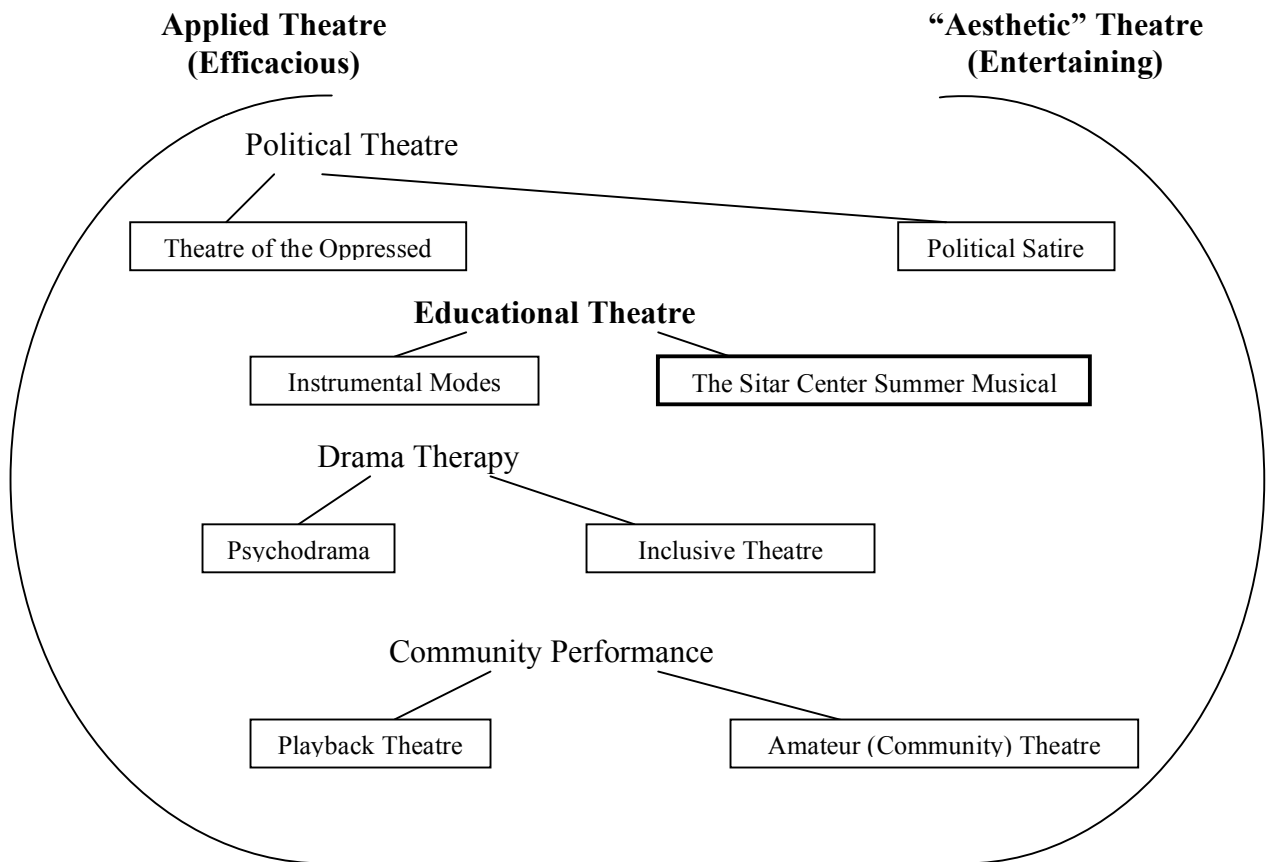 Applied Theatre
(Efficacious)
“Aesthetic” Theatre
(Entertaining)
Political Theatre
Theatre of the Oppressed
Political Satire
Educational Theatre
Instrumental Modes
The Sitar Center Summer Musical
Drama Therapy
Psychodrama
Inclusive Theatre
Community Performance
Playback Theatre
Amateur (Community) Theatre